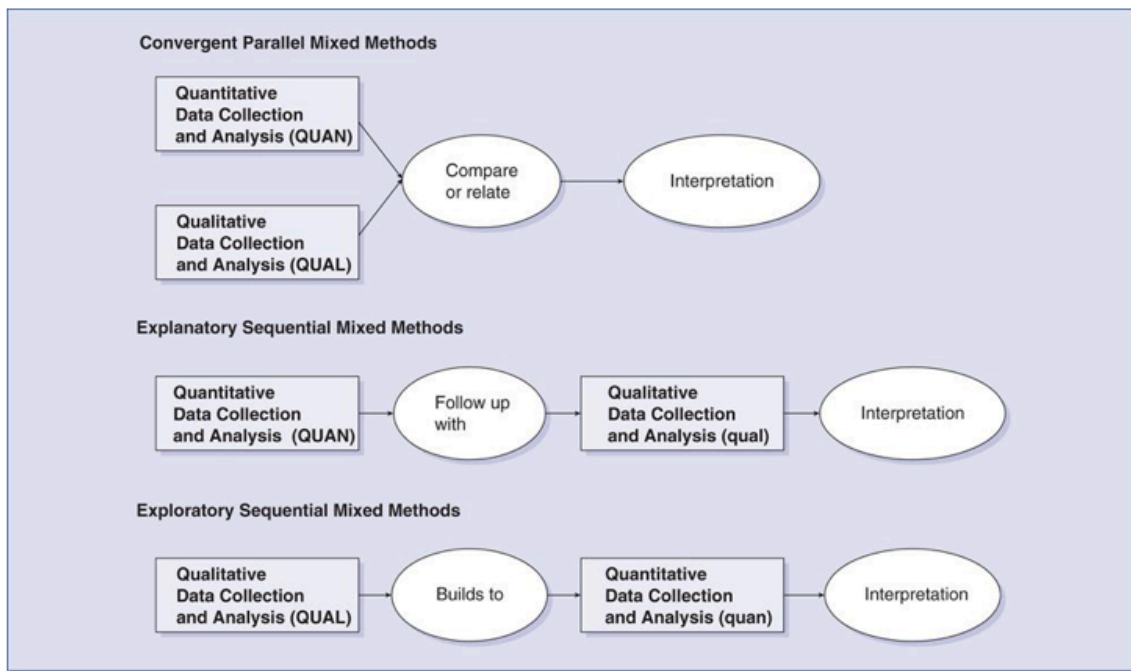 Convergent Parallel Mixed Methods
Quantitative
Data Collection
and Analysis (QUAN)
Compare
or relate
Interpretation
Qualitative
Data Collection
and Analysis (QUAL)
Explanatory Sequential Mixed Methods
Quantitative
Data Collection
and Analysis (QUAN)
Follow up
with
Qualitative
Data Collection
and Analysis (qual)
Interpretation
Exploratory Sequential Mixed Methods
Qualitative
Data Collection
and Analysis (QUAL)
Builds to
Quantitative
Data Collection
and Analysis (quan)
Interpretation